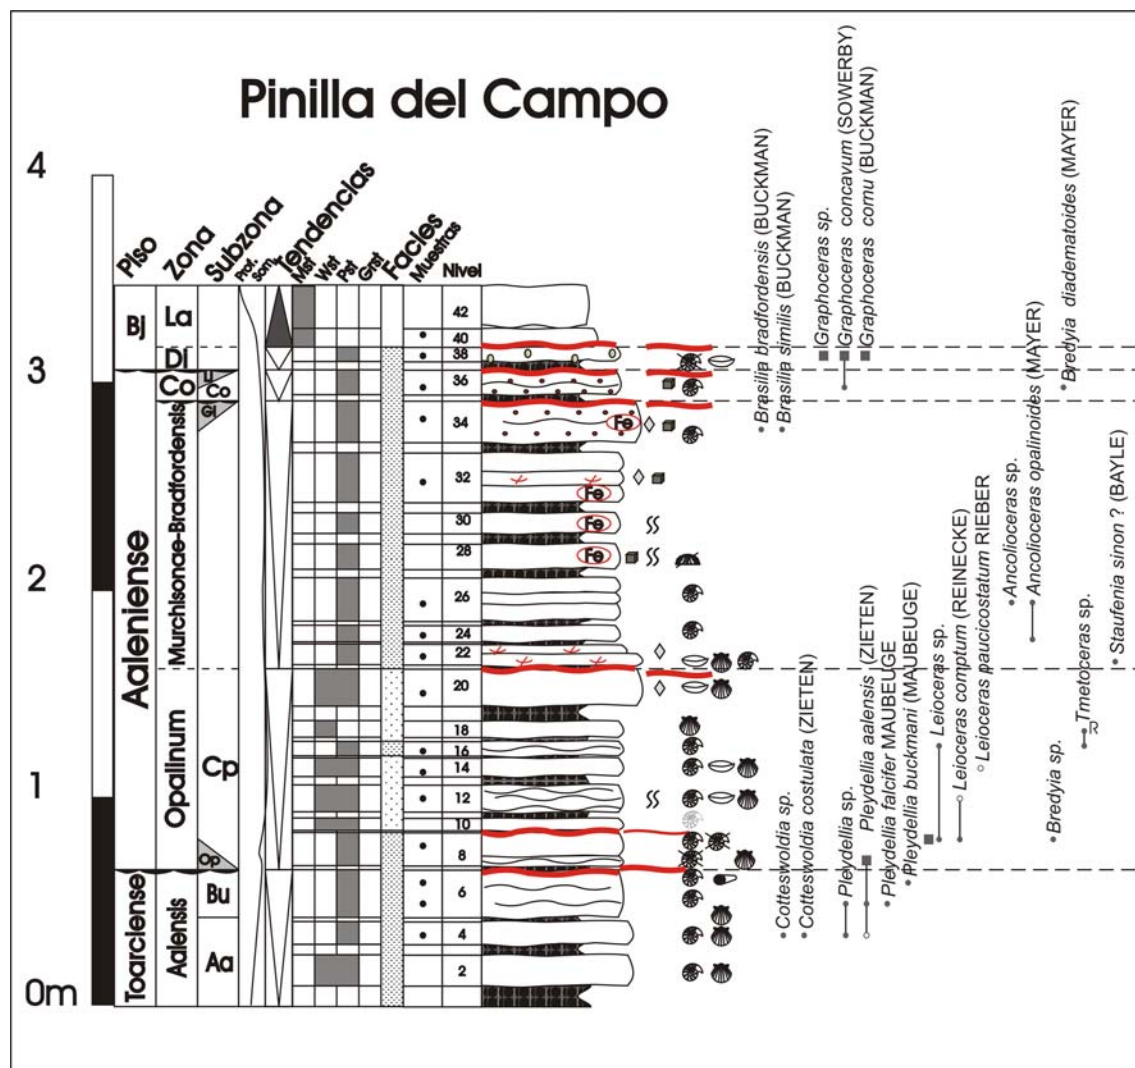 Pinilla del Campo
4
3
2
1
0m
Piso
Zona
Subzona
Prof.
som.
Tendencias
Mst
Wst
Pst
Grst
Facies
Muestras
Nivel
Bj
La
Di
Co
Li
Co
Gi
Aaleniense
Murchisonae-Bradfordensis
Opalinum
Cp
Op
Toarciense
Aalensis
Bu
Aa
42
40
38
36
34
32
30
28
26
24
22
20
18
16
14
12
10
8
6
4
2
Fe
Fe
Fe
Fe
Brasilia bradfordensis (BUCKMAN)
Brasilia similis (BUCKMAN)
Graphoceras sp.
Graphoceras concavum (SOWERBY)
Graphoceras cornu (BUCKMAN)
Bredyia diadematoides (MAYER)
Ancolioceras sp.
Ancolioceras opalinoides (MAYER)
Staufenia sinon ? (BAYLE)
Tmetoceras sp.
R
Cotteswoldia sp.
Cotteswoldia costulata (ZIETEN)
Pleydellia sp.
Pleydellia aalensis (ZIETEN)
Pleydellia falcifer MAUBEUGE
Pleydellia buckmani (MAUBEUGE)
Leioceras sp.
Leioceras comptum (REINECKE)
Leioceras paucicostatum RIEBER
Bredyia sp.